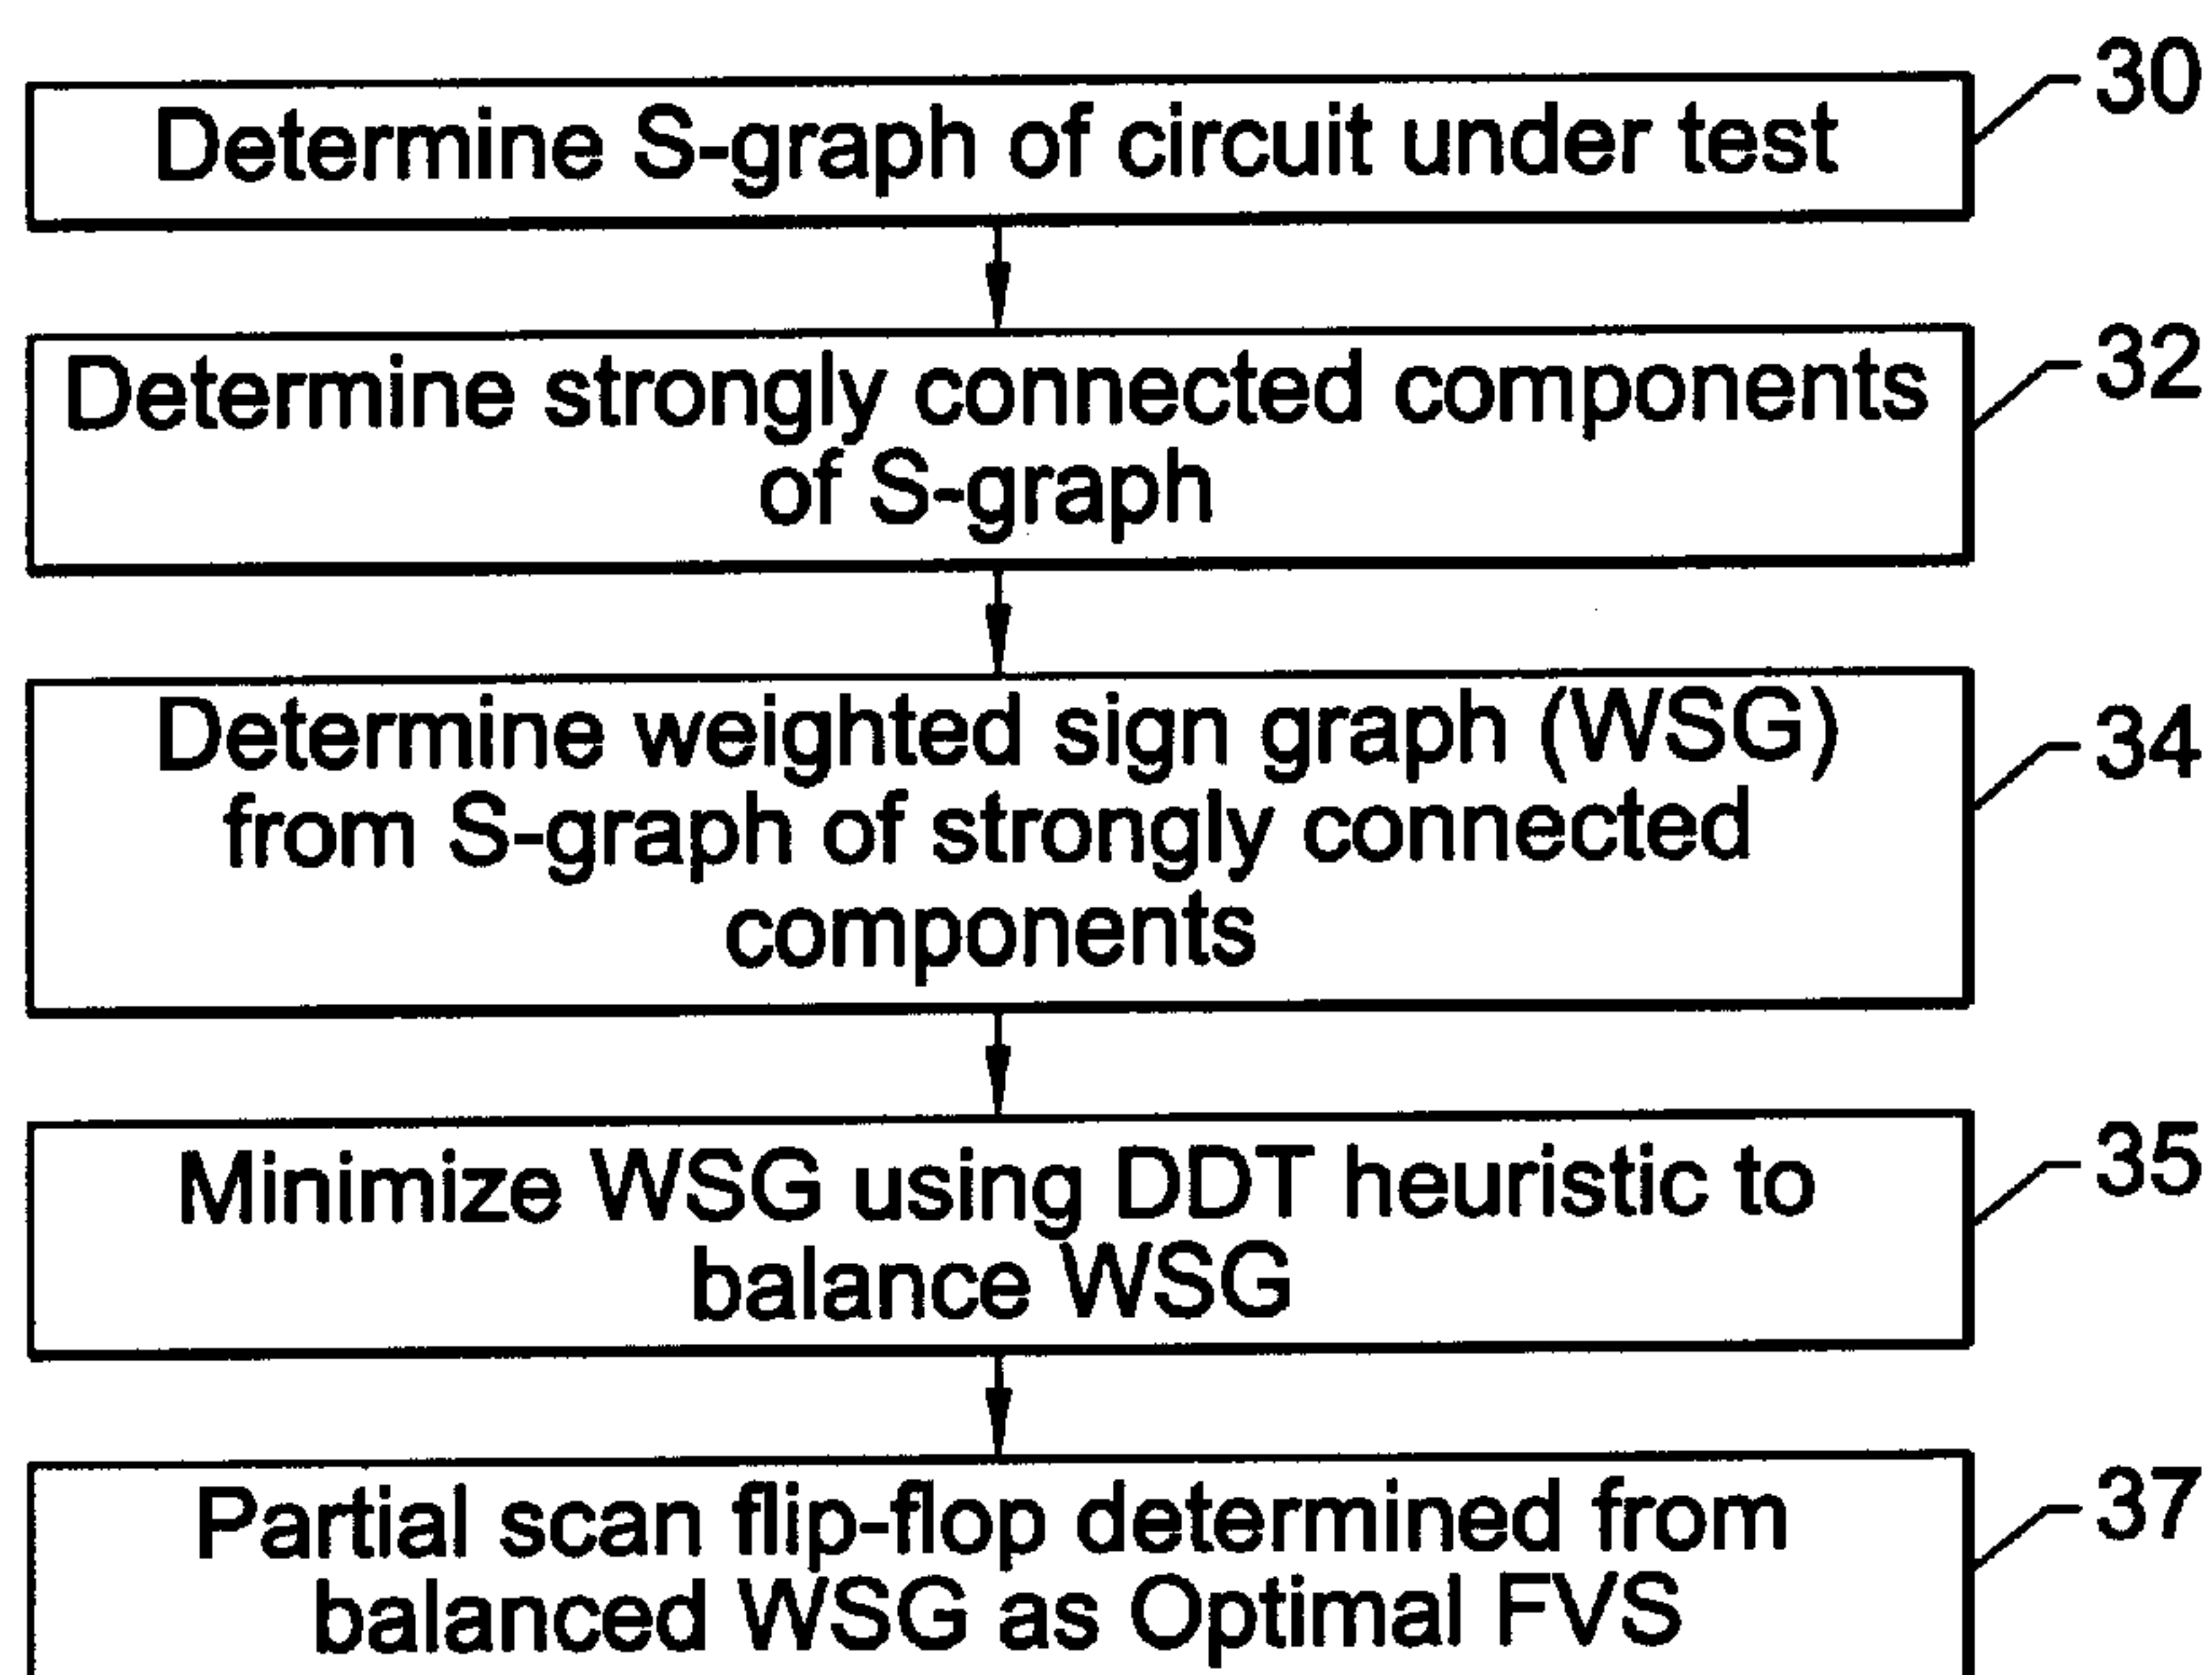 Determine S-graph of circuit under test
30
Determine strongly connected components
of S-graph
32
Determine weighted sign graph (WSG)
from S-graph of strongly connected
components
34
Minimize WSG using DDT heuristic to
balance WSG
35
Partial scan flip-flop determined from
balanced WSG as Optimal FVS
37